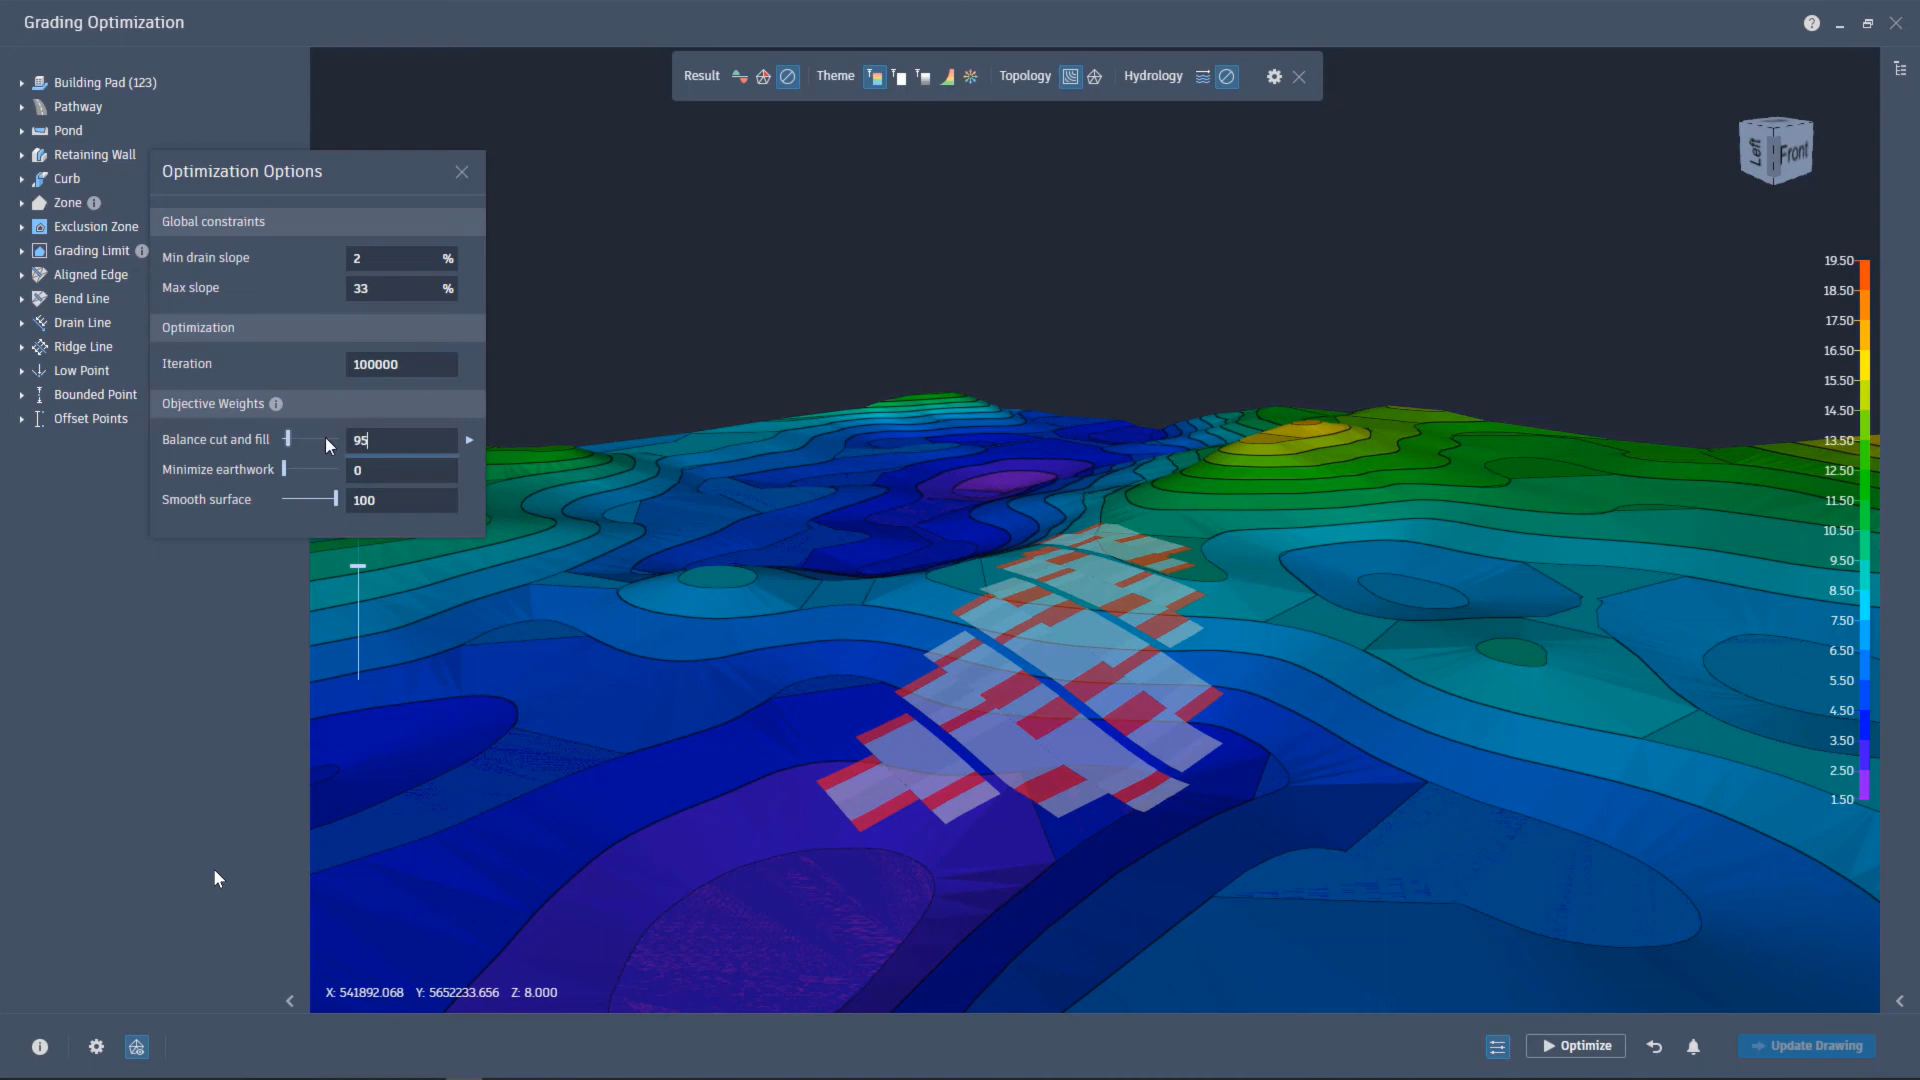 Grading Optimization
Building Pad (123)
Pathway
Pond
Retaining Wall
Curb
Zone
Exclusion Zone
Grading Limit
Aligned Edge
Bend Line
Drain Line
Ridge Line
Low Point
Bounded Point
Offset Points
Optimization Options
Global constraints
Min drain slope 2 %
Max slope 33 %
Optimization
Iteration 100000
Objective Weights
Balance cut and fill 95
Minimize earthwork 0
Smooth surface 100
Result Theme Topology Hydrology
Left Front
19.50
18.50
17.50
16.50
15.50
14.50
13.50
12.50
11.50
10.50
9.50
8.50
7.50
6.50
5.50
4.50
3.50
2.50
1.50
X: 541892.068 Y: 5652233.656 Z: 8.000
Optimize
Update Drawing